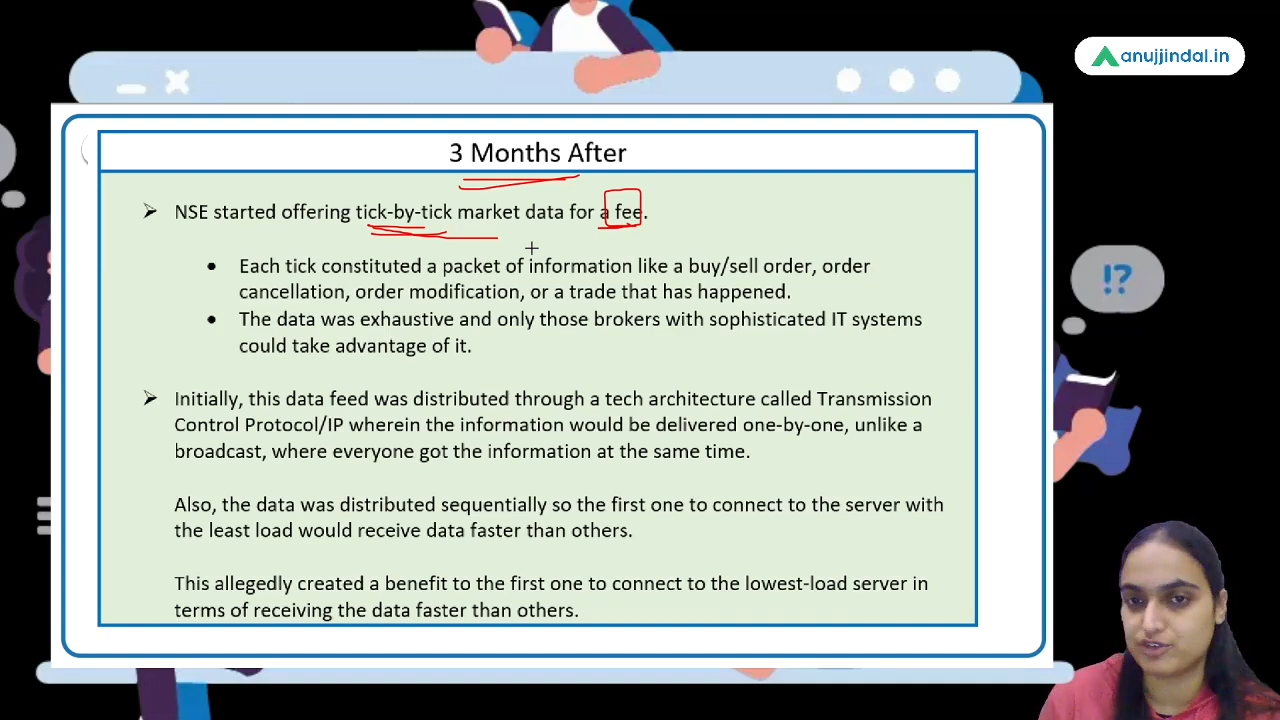 anujjindal.in
3 Months After
➢ NSE started offering tick-by-tick market data for a fee.
• Each tick constituted a packet of information like a buy/sell order, order
cancellation, order modification, or a trade that has happened.
• The data was exhaustive and only those brokers with sophisticated IT systems
could take advantage of it.
➢ Initially, this data feed was distributed through a tech architecture called Transmission
Control Protocol/IP wherein the information would be delivered one-by-one, unlike a
broadcast, where everyone got the information at the same time.
Also, the data was distributed sequentially so the first one to connect to the server with
the least load would receive data faster than others.
This allegedly created a benefit to the first one to connect to the lowest-load server in
terms of receiving the data faster than others.
!?